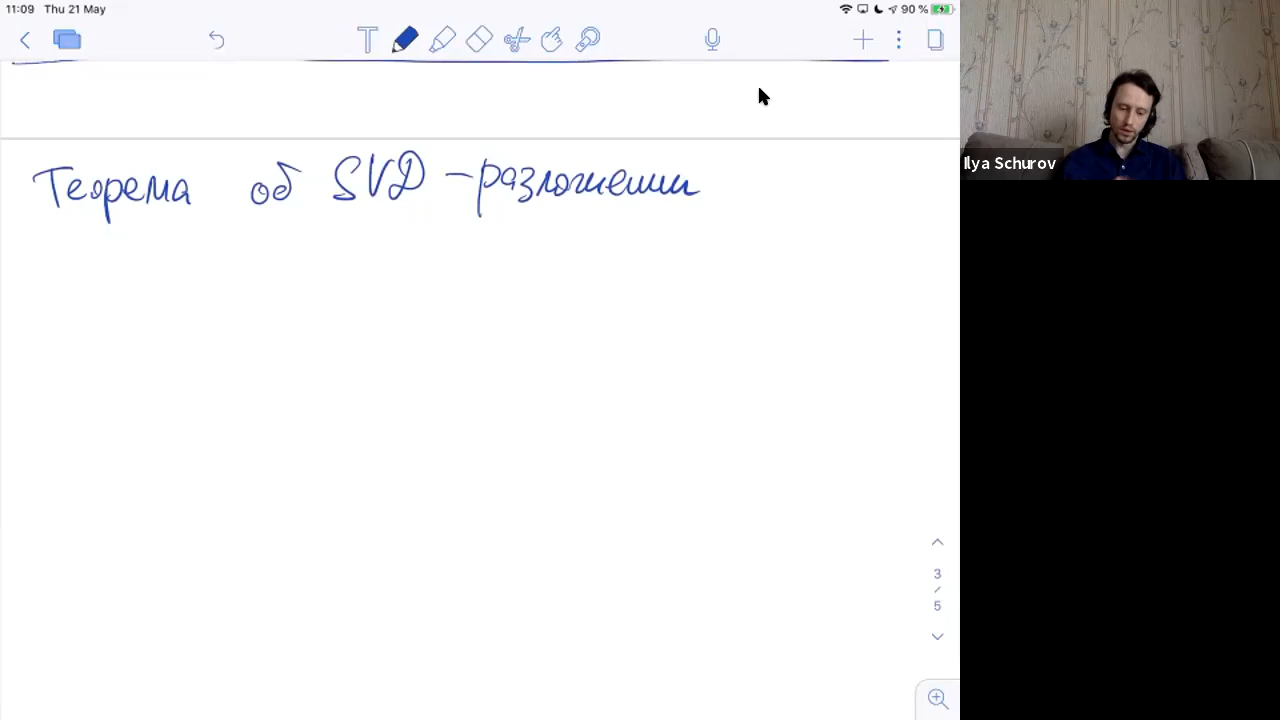 11:09 Thu 21 May 90 %
Теорема об SVD – разложении
Ilya Schurov
3
/
5